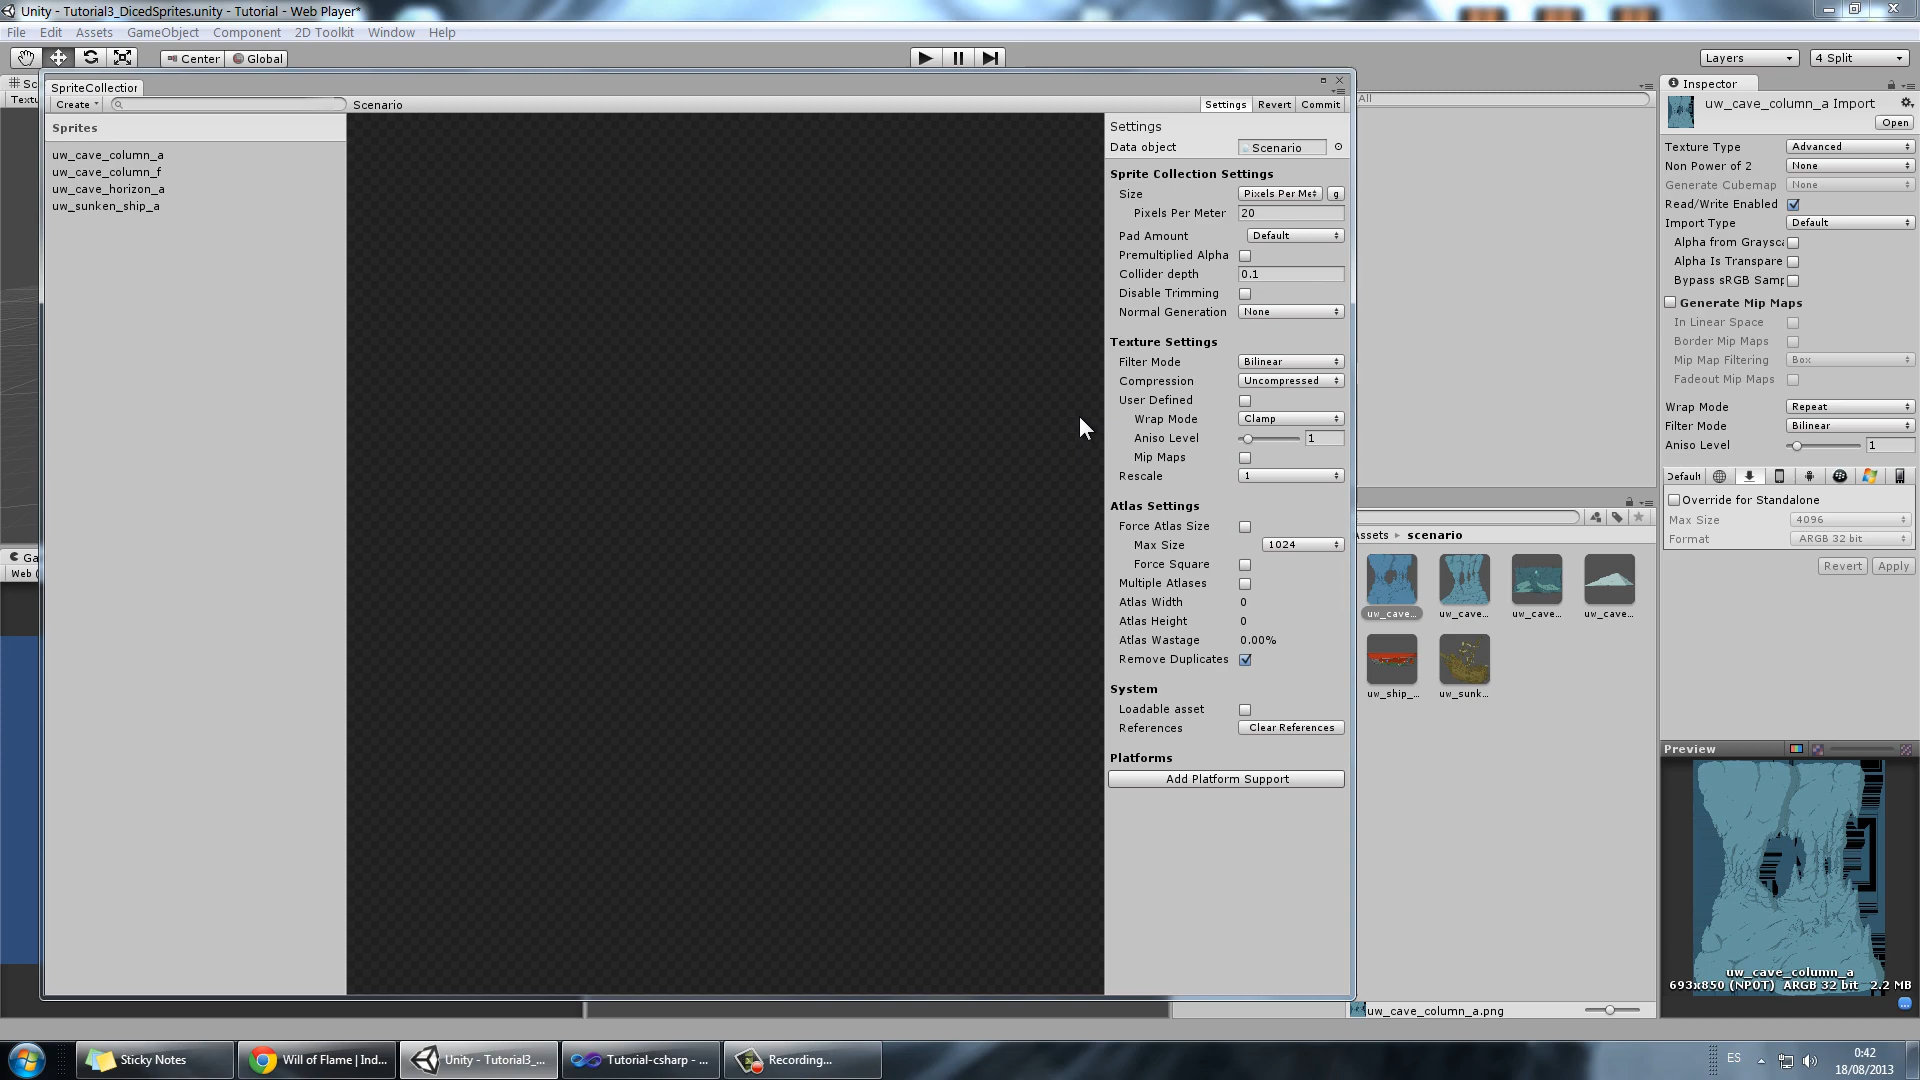 Unity - Tutorial3_DicedSprites.unity - Tutorial - Web Player*
File Edit Assets GameObject Component 2D Toolkit Window Help
Center Global
Layers 4 Split
SpriteCollection
Create
Scenario
Settings Revert Commit
Sprites
uw_cave_column_a
uw_cave_column_f
uw_cave_horizon_a
uw_sunken_ship_a
Settings
Data object Scenario
Sprite Collection Settings
Size Pixels Per Me g
Pixels Per Meter 20
Pad Amount Default
Premultiplied Alpha
Collider depth 0.1
Disable Trimming
Normal Generation None
Texture Settings
Filter Mode Bilinear
Compression Uncompressed
User Defined
Wrap Mode Clamp
Aniso Level 1
Mip Maps
Rescale 1
Atlas Settings
Force Atlas Size
Max Size 1024
Force Square
Multiple Atlases
Atlas Width 0
Atlas Height 0
Atlas Wastage 0.00%
Remove Duplicates
System
Loadable asset
References Clear References
Platforms
Add Platform Support
Sc
Textu
Ga
Web (
All
Assets scenario
uw_cave... uw_cave... uw_cave... uw_cave...
uw_ship_... uw_sunk...
uw_cave_column_a.png
Inspector
uw_cave_column_a Import
Open
Texture Type Advanced
Non Power of 2 None
Generate Cubemap None
Read/Write Enabled
Import Type Default
Alpha from Graysca
Alpha Is Transpare
Bypass sRGB Samp
Generate Mip Maps
In Linear Space
Border Mip Maps
Mip Map Filtering Box
Fadeout Mip Maps
Wrap Mode Repeat
Filter Mode Bilinear
Aniso Level 1
Default
Override for Standalone
Max Size 4096
Format ARGB 32 bit
Revert Apply
Preview
uw_cave_column_a
693x850 (NPOT) ARGB 32 bit 2.2 MB
Sticky Notes
Will of Flame | Ind...
Unity - Tutorial3_...
Tutorial-csharp - ...
Recording...
ES
0:42
18/08/2013